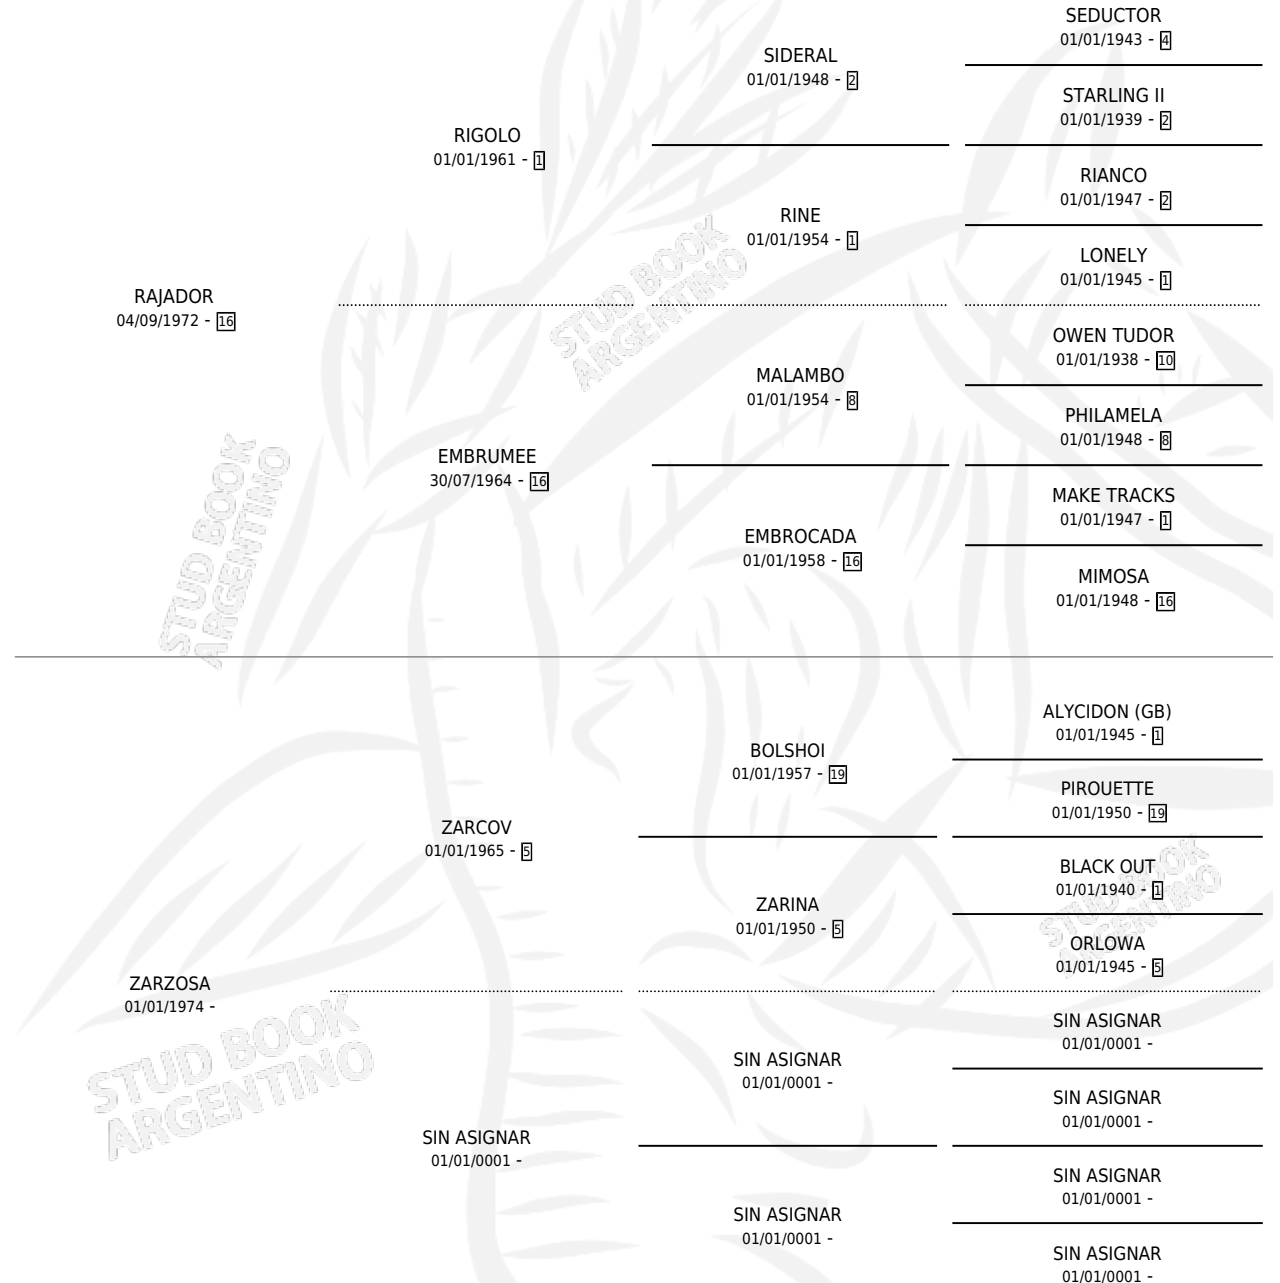 SEDUCTOR
01/01/1943 - 4
SIDERAL
01/01/1948 - 2
STARLING II
01/01/1939 - 2
RIGOLO
01/01/1961 - 1
RIANCO
01/01/1947 - 2
RINE
01/01/1954 - 1
LONELY
01/01/1945 - 1
RAJADOR
04/09/1972 - 16
OWEN TUDOR
01/01/1938 - 10
MALAMBO
01/01/1954 - 8
PHILAMELA
01/01/1948 - 8
EMBRUMEE
30/07/1964 - 16
MAKE TRACKS
01/01/1947 - 1
EMBROCADA
01/01/1958 - 16
MIMOSA
01/01/1948 - 16
STUD BOOK
ARGENTINO
STUD BOOK
ARGENTINO
ALYCIDON (GB)
01/01/1945 - 1
BOLSHOI
01/01/1957 - 19
PIROUETTE
01/01/1950 - 19
ZARCOV
01/01/1965 - 5
BLACK OUT
01/01/1940 - 1
ZARINA
01/01/1950 - 5
ORLOWA
01/01/1945 - 5
ZARZOSA
01/01/1974 -
SIN ASIGNAR
01/01/0001 -
SIN ASIGNAR
01/01/0001 -
SIN ASIGNAR
01/01/0001 -
SIN ASIGNAR
01/01/0001 -
SIN ASIGNAR
01/01/0001 -
SIN ASIGNAR
01/01/0001 -
SIN ASIGNAR
01/01/0001 -
STUD BOOK
ARGENTINO
STUD BOOK
ARGENTINO